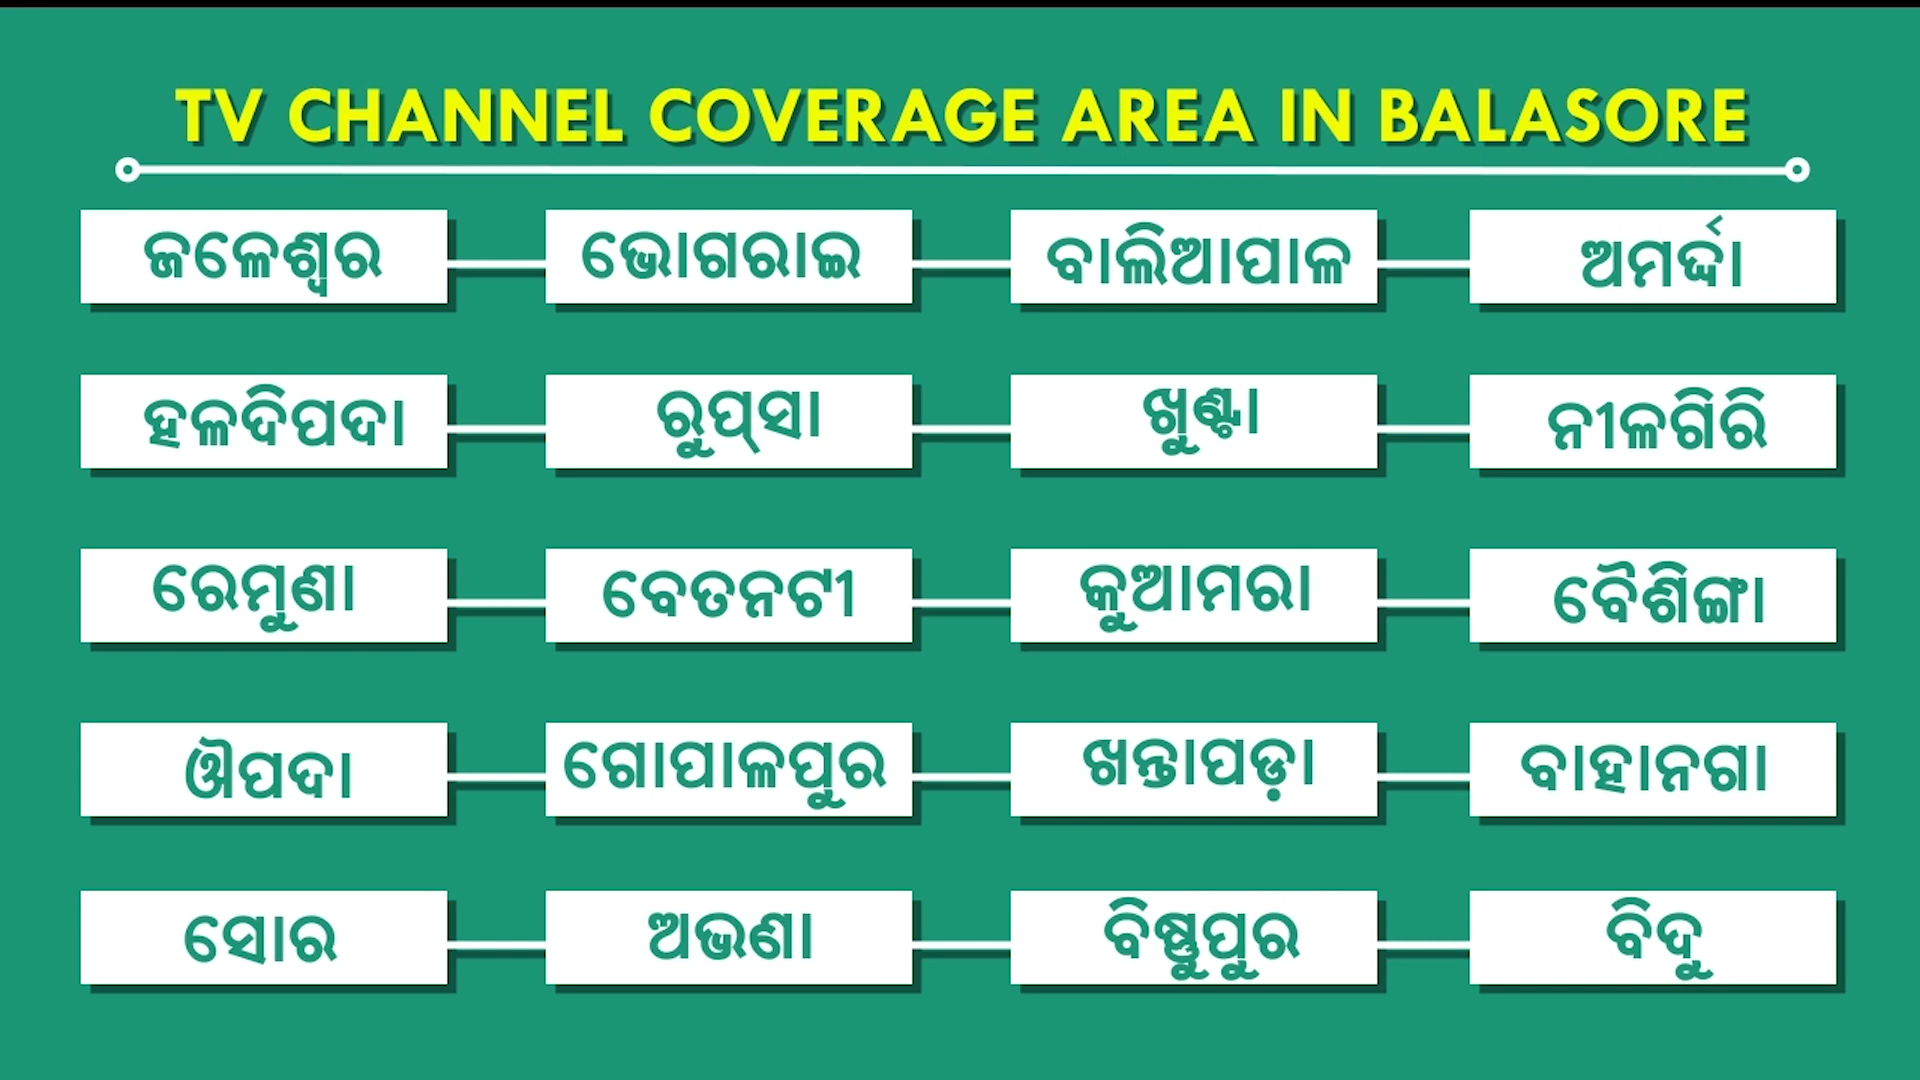 TV CHANNEL COVERAGE AREA IN BALASORE
ଜଳେଶ୍ୱର ଭୋଗରାଇ ବାଲିଆପାଳ ଅମର୍ଦ୍ଦା
ହଳଦିପଦା ରୁପ୍‌ସା ଖୁଣ୍ଟା ନୀଳଗିରି
ରେମୁଣା ବେତନଟୀ କୁଆମରା ବୈଶିଙ୍ଗା
ଔପଦା ଗୋପାଳପୁର ଖନ୍ତାପଡ଼ା ବାହାନଗା
ସୋର ଅଭଣା ବିଷ୍ଣୁପୁର ବିଦୁ